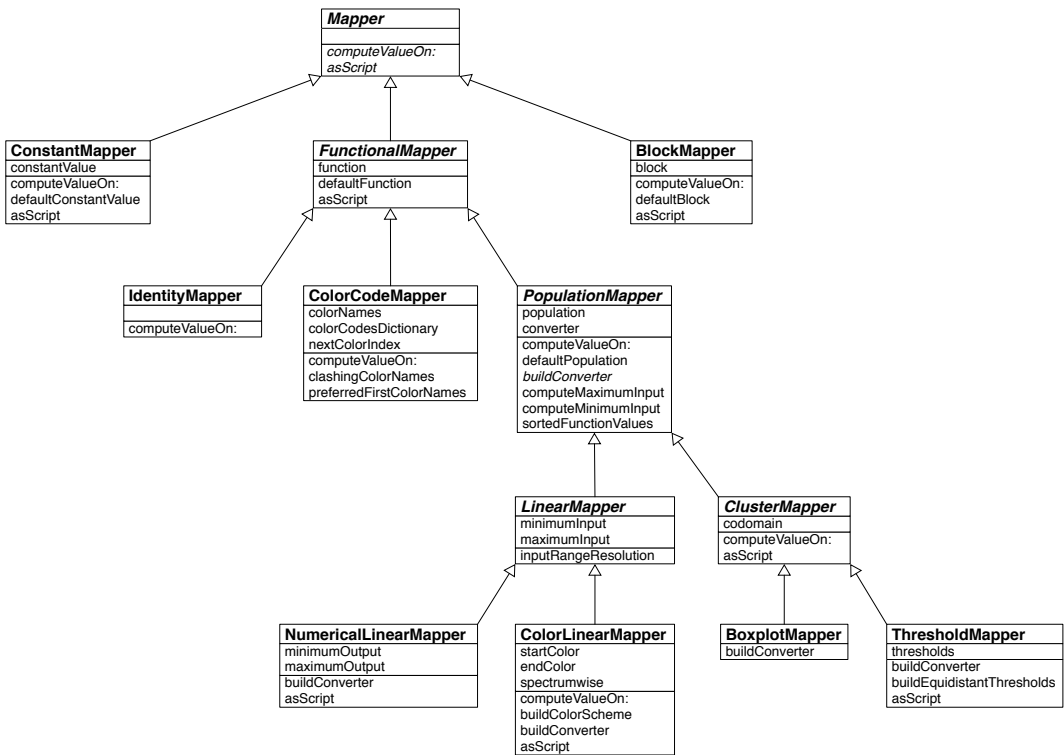 Mapper
computeValueOn:
asScript
ConstantMapper
constantValue
computeValueOn:
defaultConstantValue
asScript
FunctionalMapper
function
defaultFunction
asScript
BlockMapper
block
computeValueOn:
defaultBlock
asScript
IdentityMapper
computeValueOn:
ColorCodeMapper
colorNames
colorCodesDictionary
nextColorIndex
computeValueOn:
clashingColorNames
preferredFirstColorNames
PopulationMapper
population
converter
computeValueOn:
defaultPopulation
buildConverter
computeMaximumInput
computeMinimumInput
sortedFunctionValues
LinearMapper
minimumInput
maximumInput
inputRangeResolution
ClusterMapper
codomain
computeValueOn:
asScript
NumericalLinearMapper
minimumOutput
maximumOutput
buildConverter
asScript
ColorLinearMapper
startColor
endColor
spectrumwise
computeValueOn:
buildColorScheme
buildConverter
asScript
BoxplotMapper
buildConverter
ThresholdMapper
thresholds
buildConverter
buildEquidistantThresholds
asScript